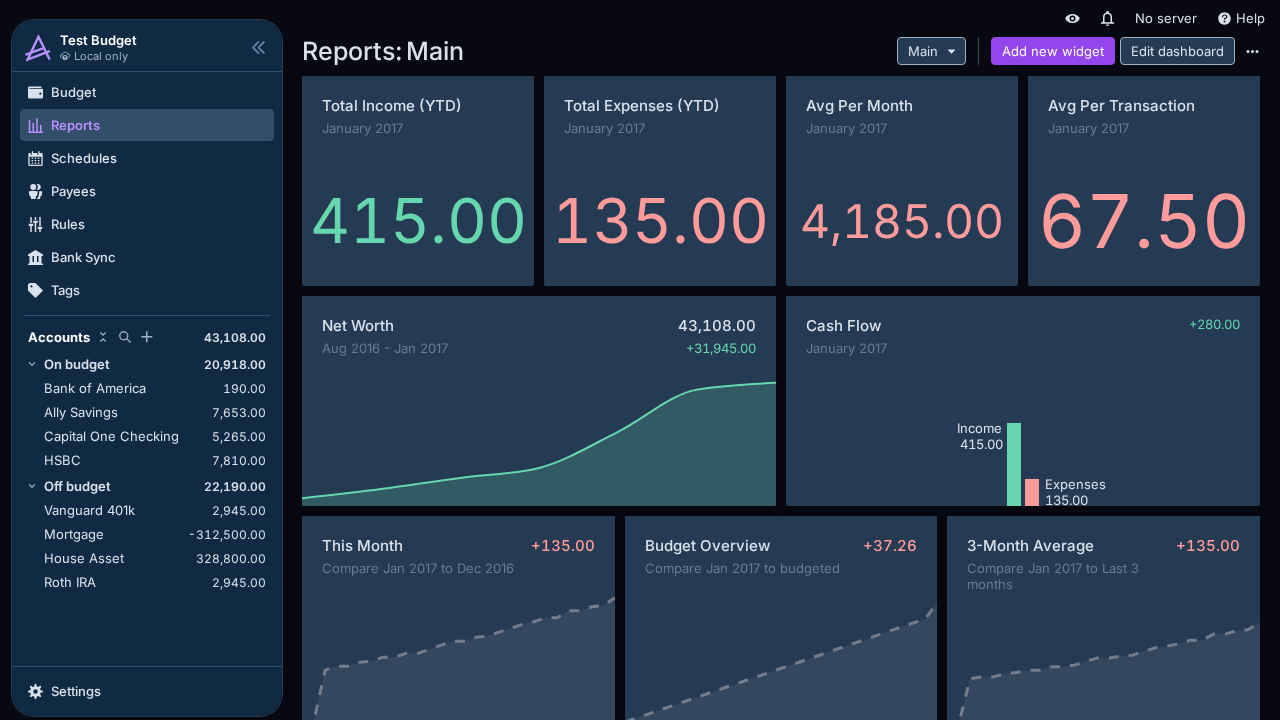 Test Budget
Local only
Budget
Reports
Schedules
Payees
Rules
Bank Sync
Tags
Accounts 43,108.00
On budget 20,918.00
Bank of America 190.00
Ally Savings 7,653.00
Capital One Checking 5,265.00
HSBC 7,810.00
Off budget 22,190.00
Vanguard 401k 2,945.00
Mortgage -312,500.00
House Asset 328,800.00
Roth IRA 2,945.00
Settings
No server
Help
Reports: Main
Main
Add new widget
Edit dashboard
Total Income (YTD)
January 2017
415.00
Total Expenses (YTD)
January 2017
135.00
Avg Per Month
January 2017
4,185.00
Avg Per Transaction
January 2017
67.50
Net Worth 43,108.00
Aug 2016 - Jan 2017 +31,945.00
Cash Flow +280.00
January 2017
Income
415.00
Expenses
135.00
This Month +135.00
Compare Jan 2017 to Dec 2016
Budget Overview +37.26
Compare Jan 2017 to budgeted
3-Month Average +135.00
Compare Jan 2017 to Last 3
months